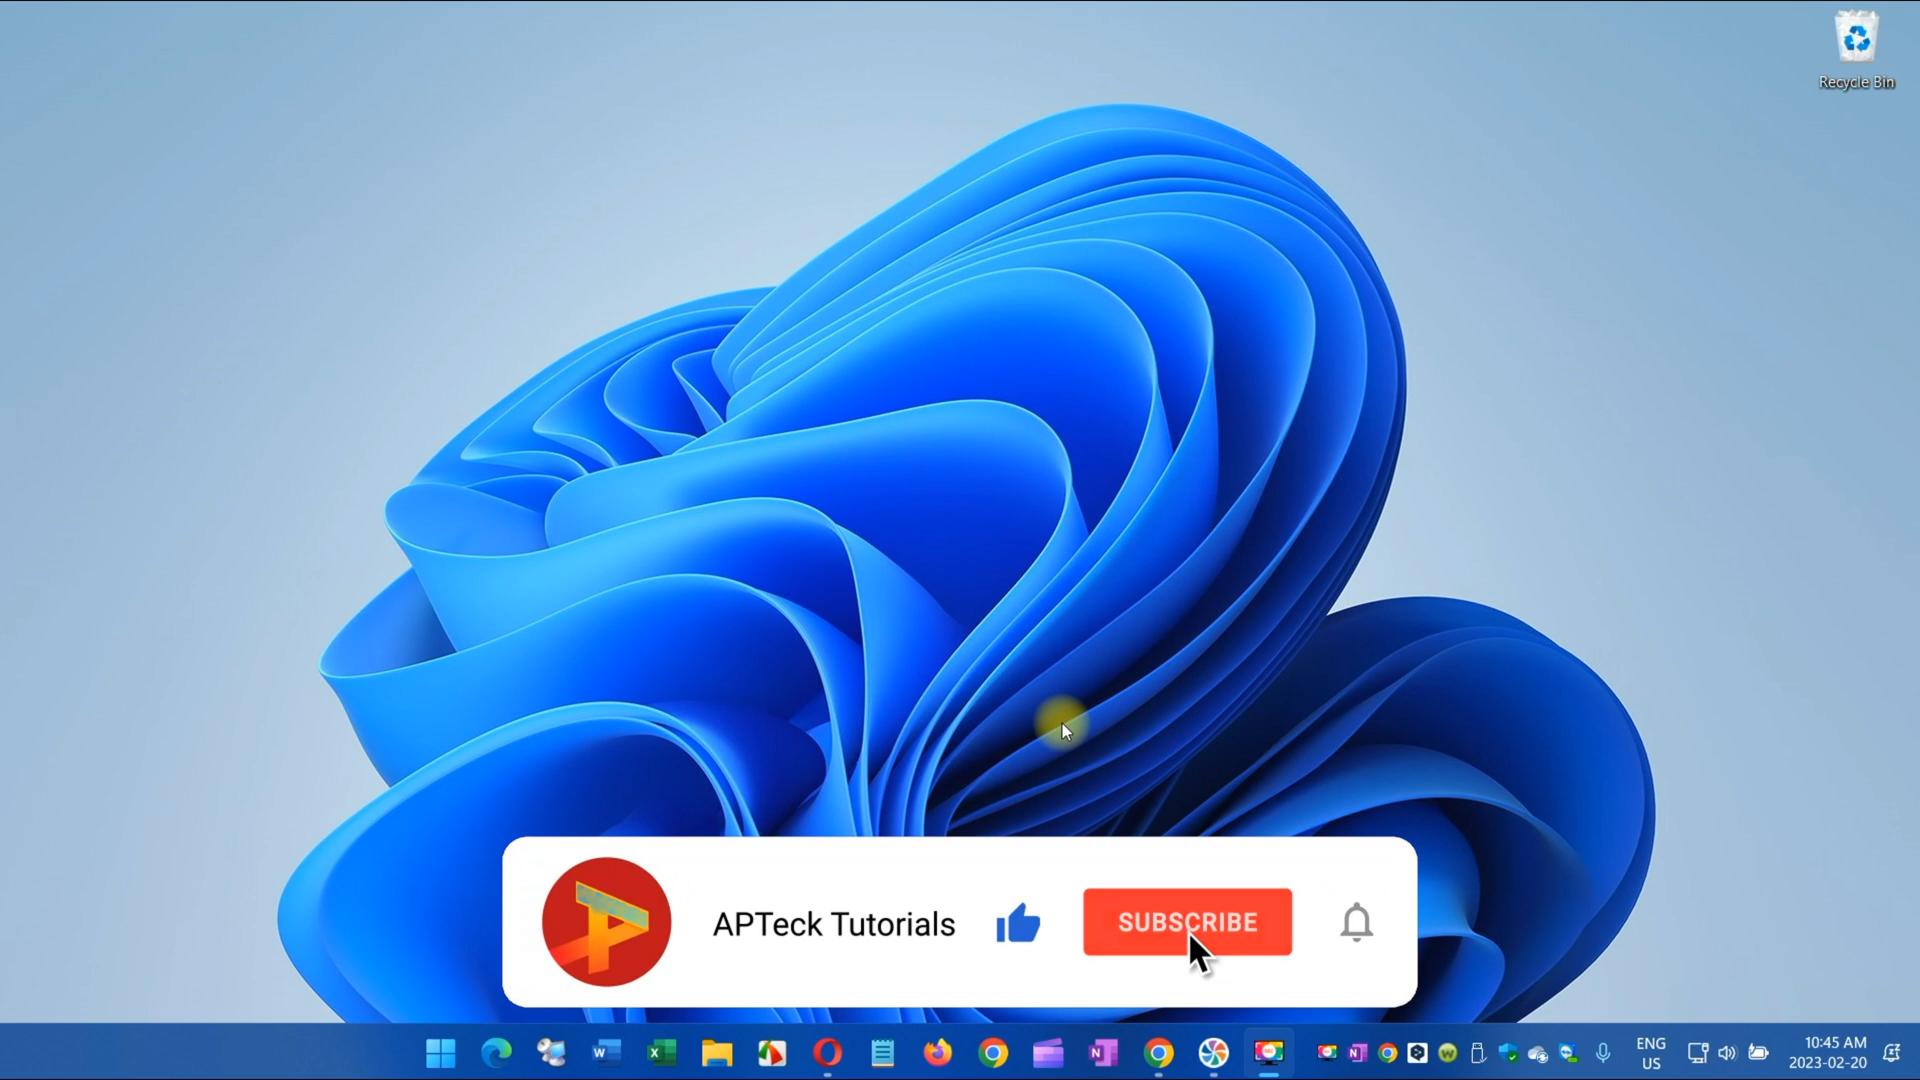 Recycle Bin
APTeck Tutorials
SUBSCRIBE
ENG
US
10:45 AM
2023-02-20